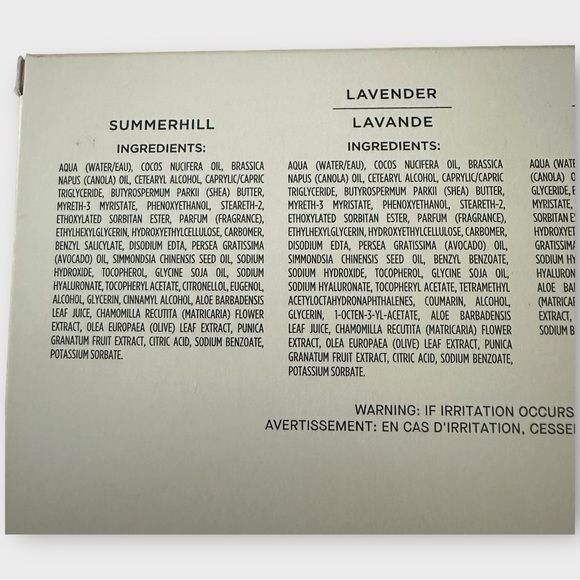 SUMMERHILL
INGREDIENTS:
AQUA (WATER/EAU), COCOS NUCIFERA OIL, BRASSICA
NAPUS (CANOLA) OIL, CETEARYL ALCOHOL, CAPRYLIC/CAPRIC
TRIGLYCERIDE, BUTYROSPERMUM PARKII (SHEA) BUTTER,
MYRETH-3 MYRISTATE, PHENOXYETHANOL, STEARETH-2,
ETHOXYLATED SORBITAN ESTER, PARFUM (FRAGRANCE),
ETHYLHEXYLGLYCERIN, HYDROXYETHYLCELLULOSE, CARBOMER,
BENZYL SALICYLATE, DISODIUM EDTA, PERSEA GRATISSIMA
(AVOCADO) OIL, SIMMONDSIA CHINENSIS SEED OIL, SODIUM
HYDROXIDE, TOCOPHEROL, GLYCINE SOJA OIL, SODIUM
HYALURONATE, TOCOPHERYL ACETATE, CITRONELLOL, EUGENOL,
ALCOHOL, GLYCERIN, CINNAMYL ALCOHOL, ALOE BARBADENSIS
LEAF JUICE, CHAMOMILLA RECUTITA (MATRICARIA) FLOWER
EXTRACT, OLEA EUROPAEA (OLIVE) LEAF EXTRACT, PUNICA
GRANATUM FRUIT EXTRACT, CITRIC ACID, SODIUM BENZOATE,
POTASSIUM SORBATE.
LAVENDER
LAVANDE
INGREDIENTS:
AQUA (WATER/EAU), COCOS NUCIFERA OIL, BRASSICA
NAPUS (CANOLA) OIL, CETEARYL ALCOHOL, CAPRYLIC/CAPRIC
TRIGLYCERIDE, BUTYROSPERMUM PARKII (SHEA) BUTTER,
MYRETH-3 MYRISTATE, PHENOXYETHANOL, STEARETH-2,
ETHOXYLATED SORBITAN ESTER, PARFUM (FRAGRANCE),
ETHYLHEXYLGLYCERIN, HYDROXYETHYLCELLULOSE, CARBOMER,
DISODIUM EDTA, PERSEA GRATISSIMA (AVOCADO) OIL,
SIMMONDSIA CHINENSIS SEED OIL, BENZYL BENZOATE,
SODIUM HYDROXIDE, TOCOPHEROL, GLYCINE SOJA OIL,
SODIUM HYALURONATE, TOCOPHERYL ACETATE, TETRAMETHYL
ACETYLOCTAHYDRONAPHTHALENES, COUMARIN, ALCOHOL,
GLYCERIN, 1-OCTEN-3-YL-ACETATE, ALOE BARBADENSIS
LEAF JUICE, CHAMOMILLA RECUTITA (MATRICARIA) FLOWER
EXTRACT, OLEA EUROPAEA (OLIVE) LEAF EXTRACT, PUNICA
GRANATUM FRUIT EXTRACT, CITRIC ACID, SODIUM BENZOATE,
POTASSIUM SORBATE.
AQUA
(CANOLA)
MYRISTATE,
SORBITAN
SODIUM
ALOE
EXTRACT,
SODIUM
WARNING: IF IRRITATION OCCURS
AVERTISSEMENT: EN CAS D'IRRITATION,